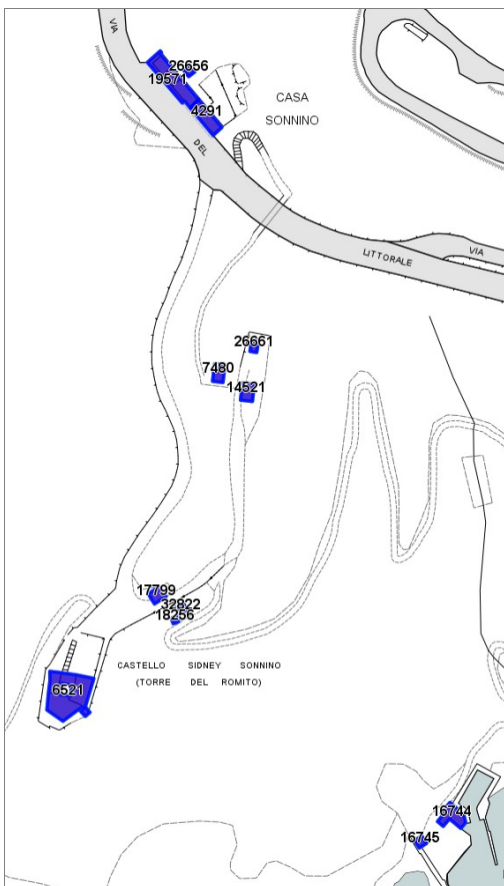 VIA
26656
19571
CASA
4291
SONNINO
DEL
VIA
LITTORALE
26661
7480
14521
17799
32822
18256
CASTELLO SIDNEY SONNINO
(TORRE DEL ROMITO)
6521
16744
16745